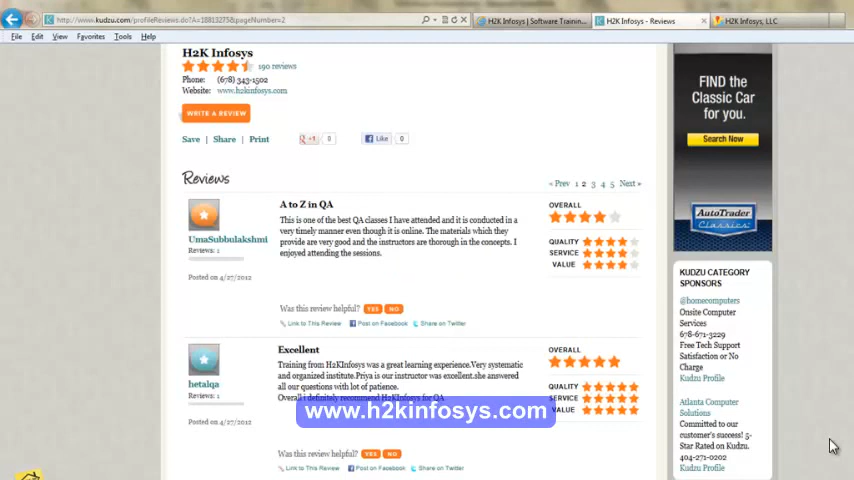 www.kudzu.com/profileReviews.do?A=18813275&pageNumber=2
H2K Infosys | Software Trainin...
H2K Infosys - Reviews
H2K Infosys, LLC
File Edit View Favorites Tools Help
H2K Infosys
190 reviews
Phone: (678) 343-1502
Website: www.h2kinfosys.com
WRITE A REVIEW
Save | Share | Print
+1 0
Like 0
Reviews
« Prev 1 2 3 4 5 Next »
A to Z in QA
This is one of the best QA classes I have attended and it is conducted in a
very timely manner even though it is online. The materials which they
provide are very good and the instructors are thorough in the concepts. I
enjoyed attending the sessions.
UmaSubbulakshmi
Reviews: 1
Posted on 4/27/2012
OVERALL
QUALITY
SERVICE
VALUE
Was this review helpful? YES NO
Link to This Review Post on Facebook Share on Twitter
Excellent
Training from H2KInfosys was a great learning experience.Very systematic
and organized institute.Priya is our instructor was excellent.she answered
all our questions with lot of patience.
Overall i definitely recommend H2KInfosys for QA
hetalqa
Reviews: 1
Posted on 4/27/2012
OVERALL
QUALITY
SERVICE
VALUE
www.h2kinfosys.com
Was this review helpful? YES NO
Link to This Review Post on Facebook Share on Twitter
FIND the
Classic Car
for you.
Search Now
AutoTrader
Classics
KUDZU CATEGORY
SPONSORS
@homecomputers
Onsite Computer
Services
678-671-3229
Free Tech Support
Satisfaction or No
Charge
Kudzu Profile
Atlanta Computer
Solutions
Committed to our
customer's success! 5-
Star Rated on Kudzu.
404-271-0202
Kudzu Profile